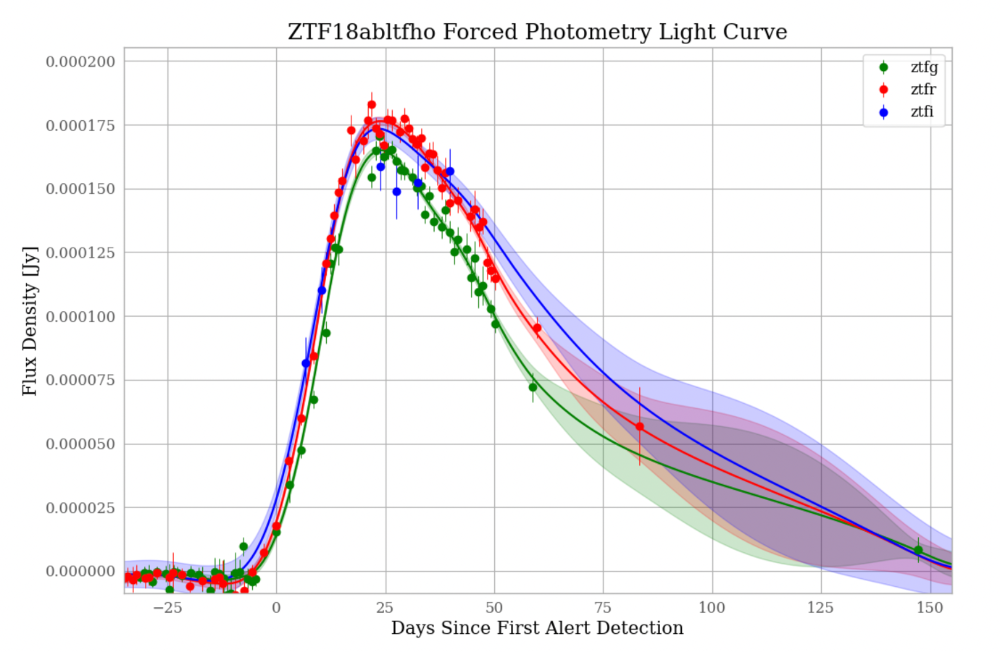 ZTF18abltfho Forced Photometry Light Curve
ztfg
ztfr
ztfi
0.000200
0.000175
0.000150
0.000125
0.000100
0.000075
0.000050
0.000025
0.000000
Flux Density [Jy]
−25 0 25 50 75 100 125 150
Days Since First Alert Detection